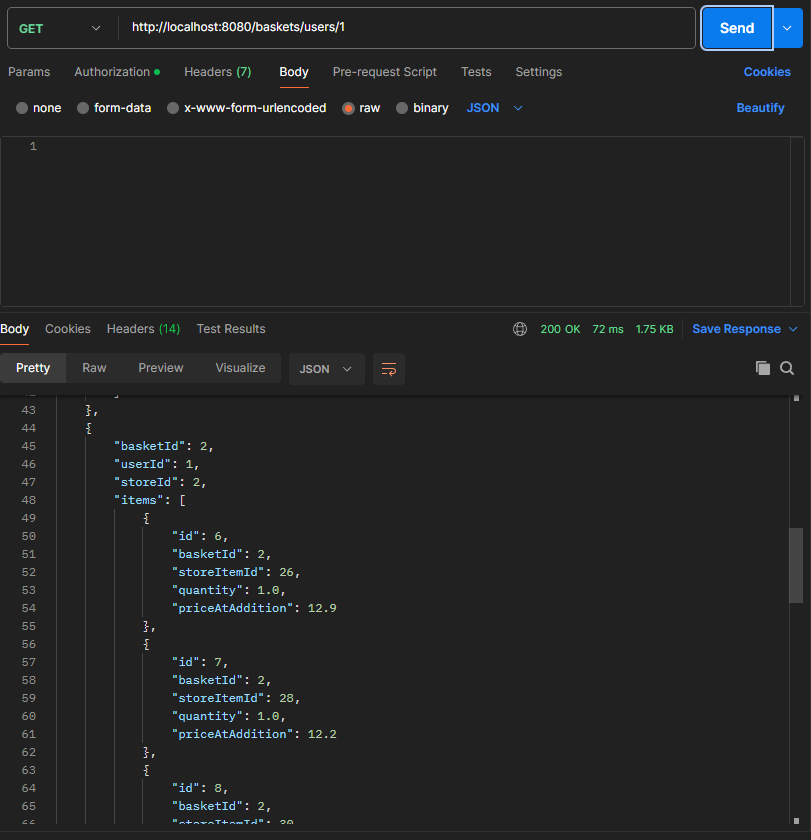 GET http://localhost:8080/baskets/users/1 Send
Params Authorization Headers (7) Body Pre-request Script Tests Settings Cookies
none form-data x-www-form-urlencoded raw binary JSON Beautify
1
Body Cookies Headers (14) Test Results 200 OK 72 ms 1.75 KB Save Response
Pretty Raw Preview Visualize JSON
42 ]
43 },
44 {
45 "basketId": 2,
46 "userId": 1,
47 "storeId": 2,
48 "items": [
49 {
50 "id": 6,
51 "basketId": 2,
52 "storeItemId": 26,
53 "quantity": 1.0,
54 "priceAtAddition": 12.9
55 },
56 {
57 "id": 7,
58 "basketId": 2,
59 "storeItemId": 28,
60 "quantity": 1.0,
61 "priceAtAddition": 12.2
62 },
63 {
64 "id": 8,
65 "basketId": 2,
66 "storeItemId": 30